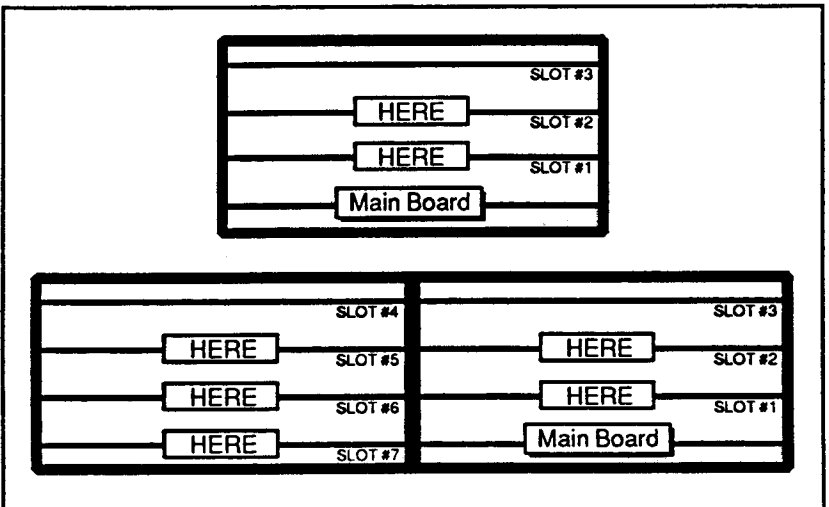 SLOT #3
HERE
SLOT #2
HERE
SLOT #1
Main Board
SLOT #4
SLOT #3
HERE
SLOT #5
HERE
SLOT #2
HERE
SLOT #6
HERE
SLOT #1
HERE
SLOT #7
Main Board